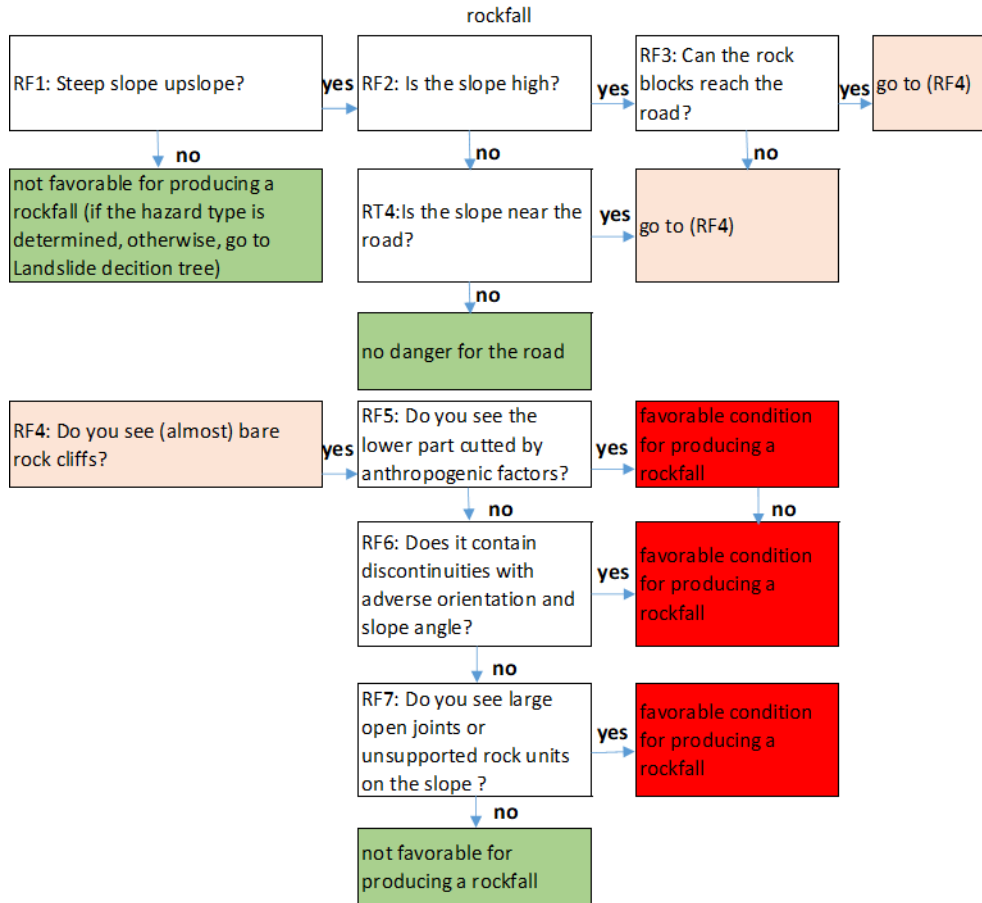 rockfall
RF1: Steep slope upslope?
yes
RF2: Is the slope high?
yes
RF3: Can the rock
blocks reach the
road?
yes
go to (RF4)
no
no
no
not favorable for producing a
rockfall (if the hazard type is
determined, otherwise, go to
Landslide decition tree)
RT4:Is the slope near the
road?
yes
go to (RF4)
no
no danger for the road
RF4: Do you see (almost) bare
rock cliffs?
yes
RF5: Do you see the
lower part cutted by
anthropogenic factors?
yes
favorable condition
for producing a
rockfall
no
no
RF6: Does it contain
discontinuities with
adverse orientation and
slope angle?
yes
favorable condition
for producing a
rockfall
no
RF7: Do you see large
open joints or
unsupported rock units
on the slope ?
yes
favorable condition
for producing a
rockfall
no
not favorable for
producing a rockfall